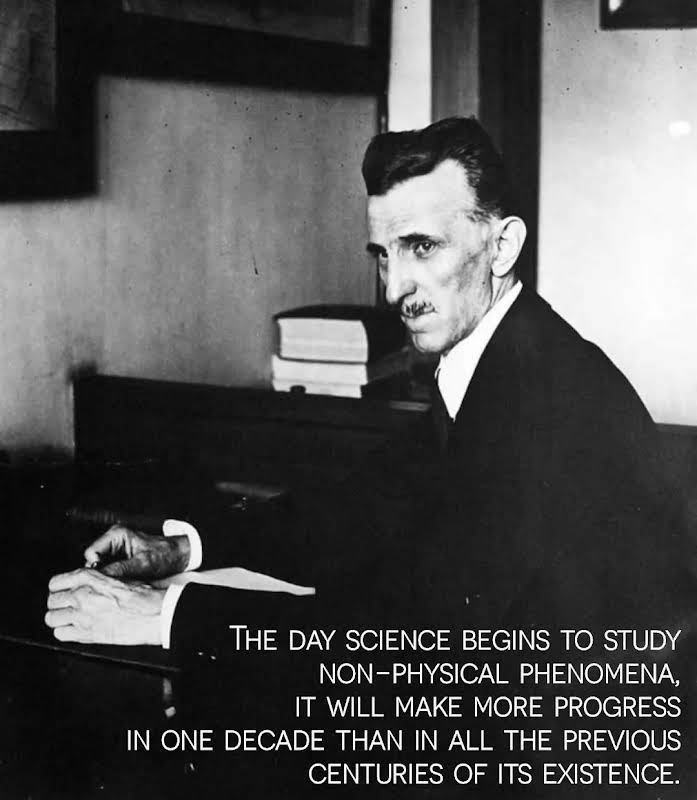 The day science begins to study
non-physical phenomena,
it will make more progress
in one decade than in all the previous
centuries of its existence.